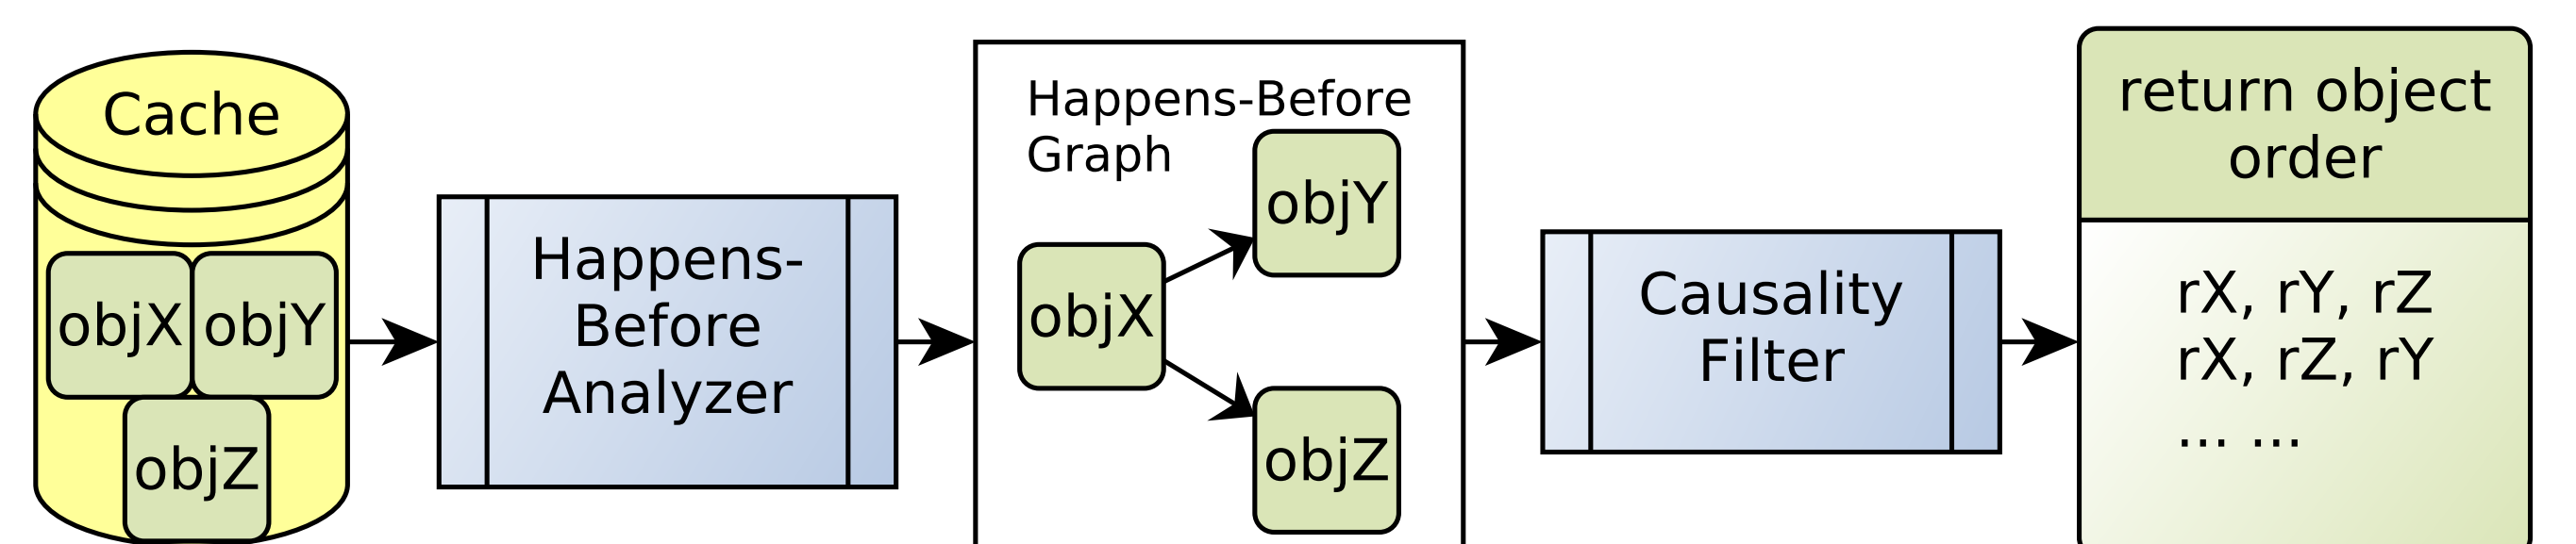 Cache
objX
objY
objZ
Happens-
Before
Analyzer
Happens-Before
Graph
objX
objY
objZ
Causality
Filter
return object
order
rX, rY, rZ
rX, rZ, rY
... ...